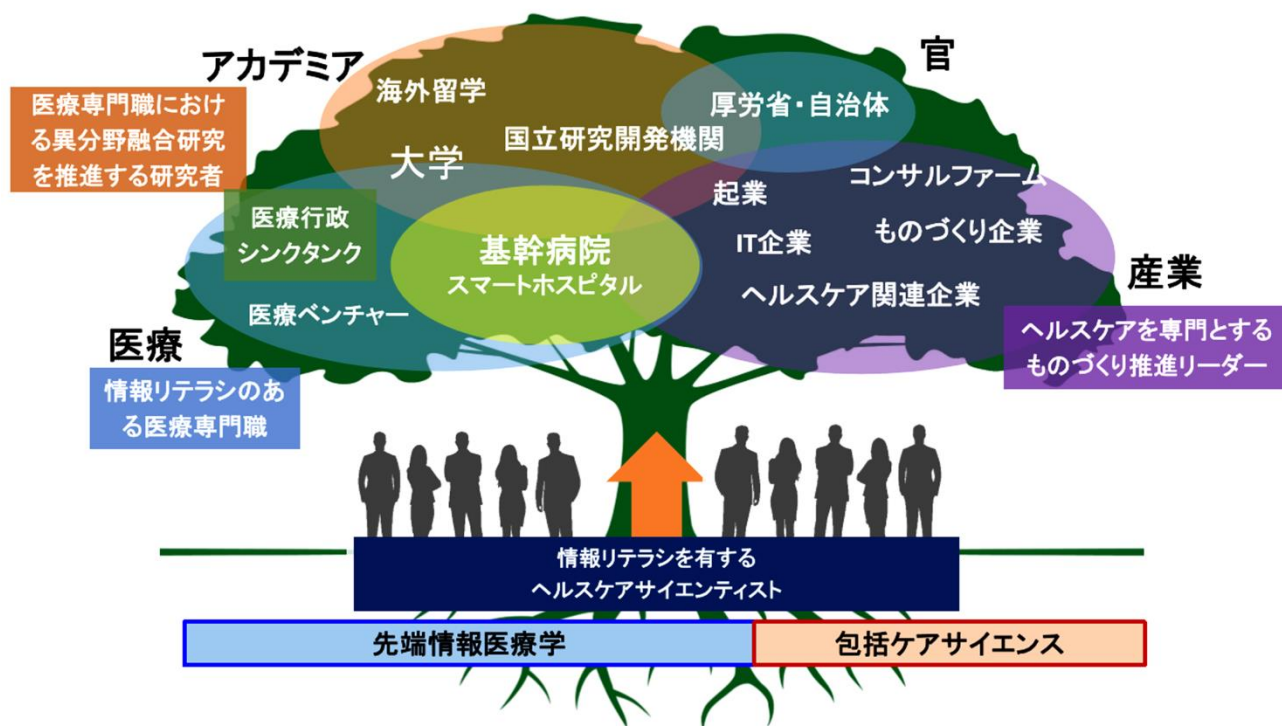 アカデミア
官
海外留学
厚労省・自治体
医療専門職におけ
る異分野融合研究
を推進する研究者
国立研究開発機関
大学
コンサルファーム
起業
医療行政
シンクタンク
基幹病院
スマートホスピタル
IT企業
ものづくり企業
産業
ヘルスケア関連企業
医療ベンチャー
医療
ヘルスケアを専門とする
ものづくり推進リーダー
情報リテラシのあ
る医療専門職
情報リテラシを有する
ヘルスケアサイエンティスト
先端情報医療学
包括ケアサイエンス